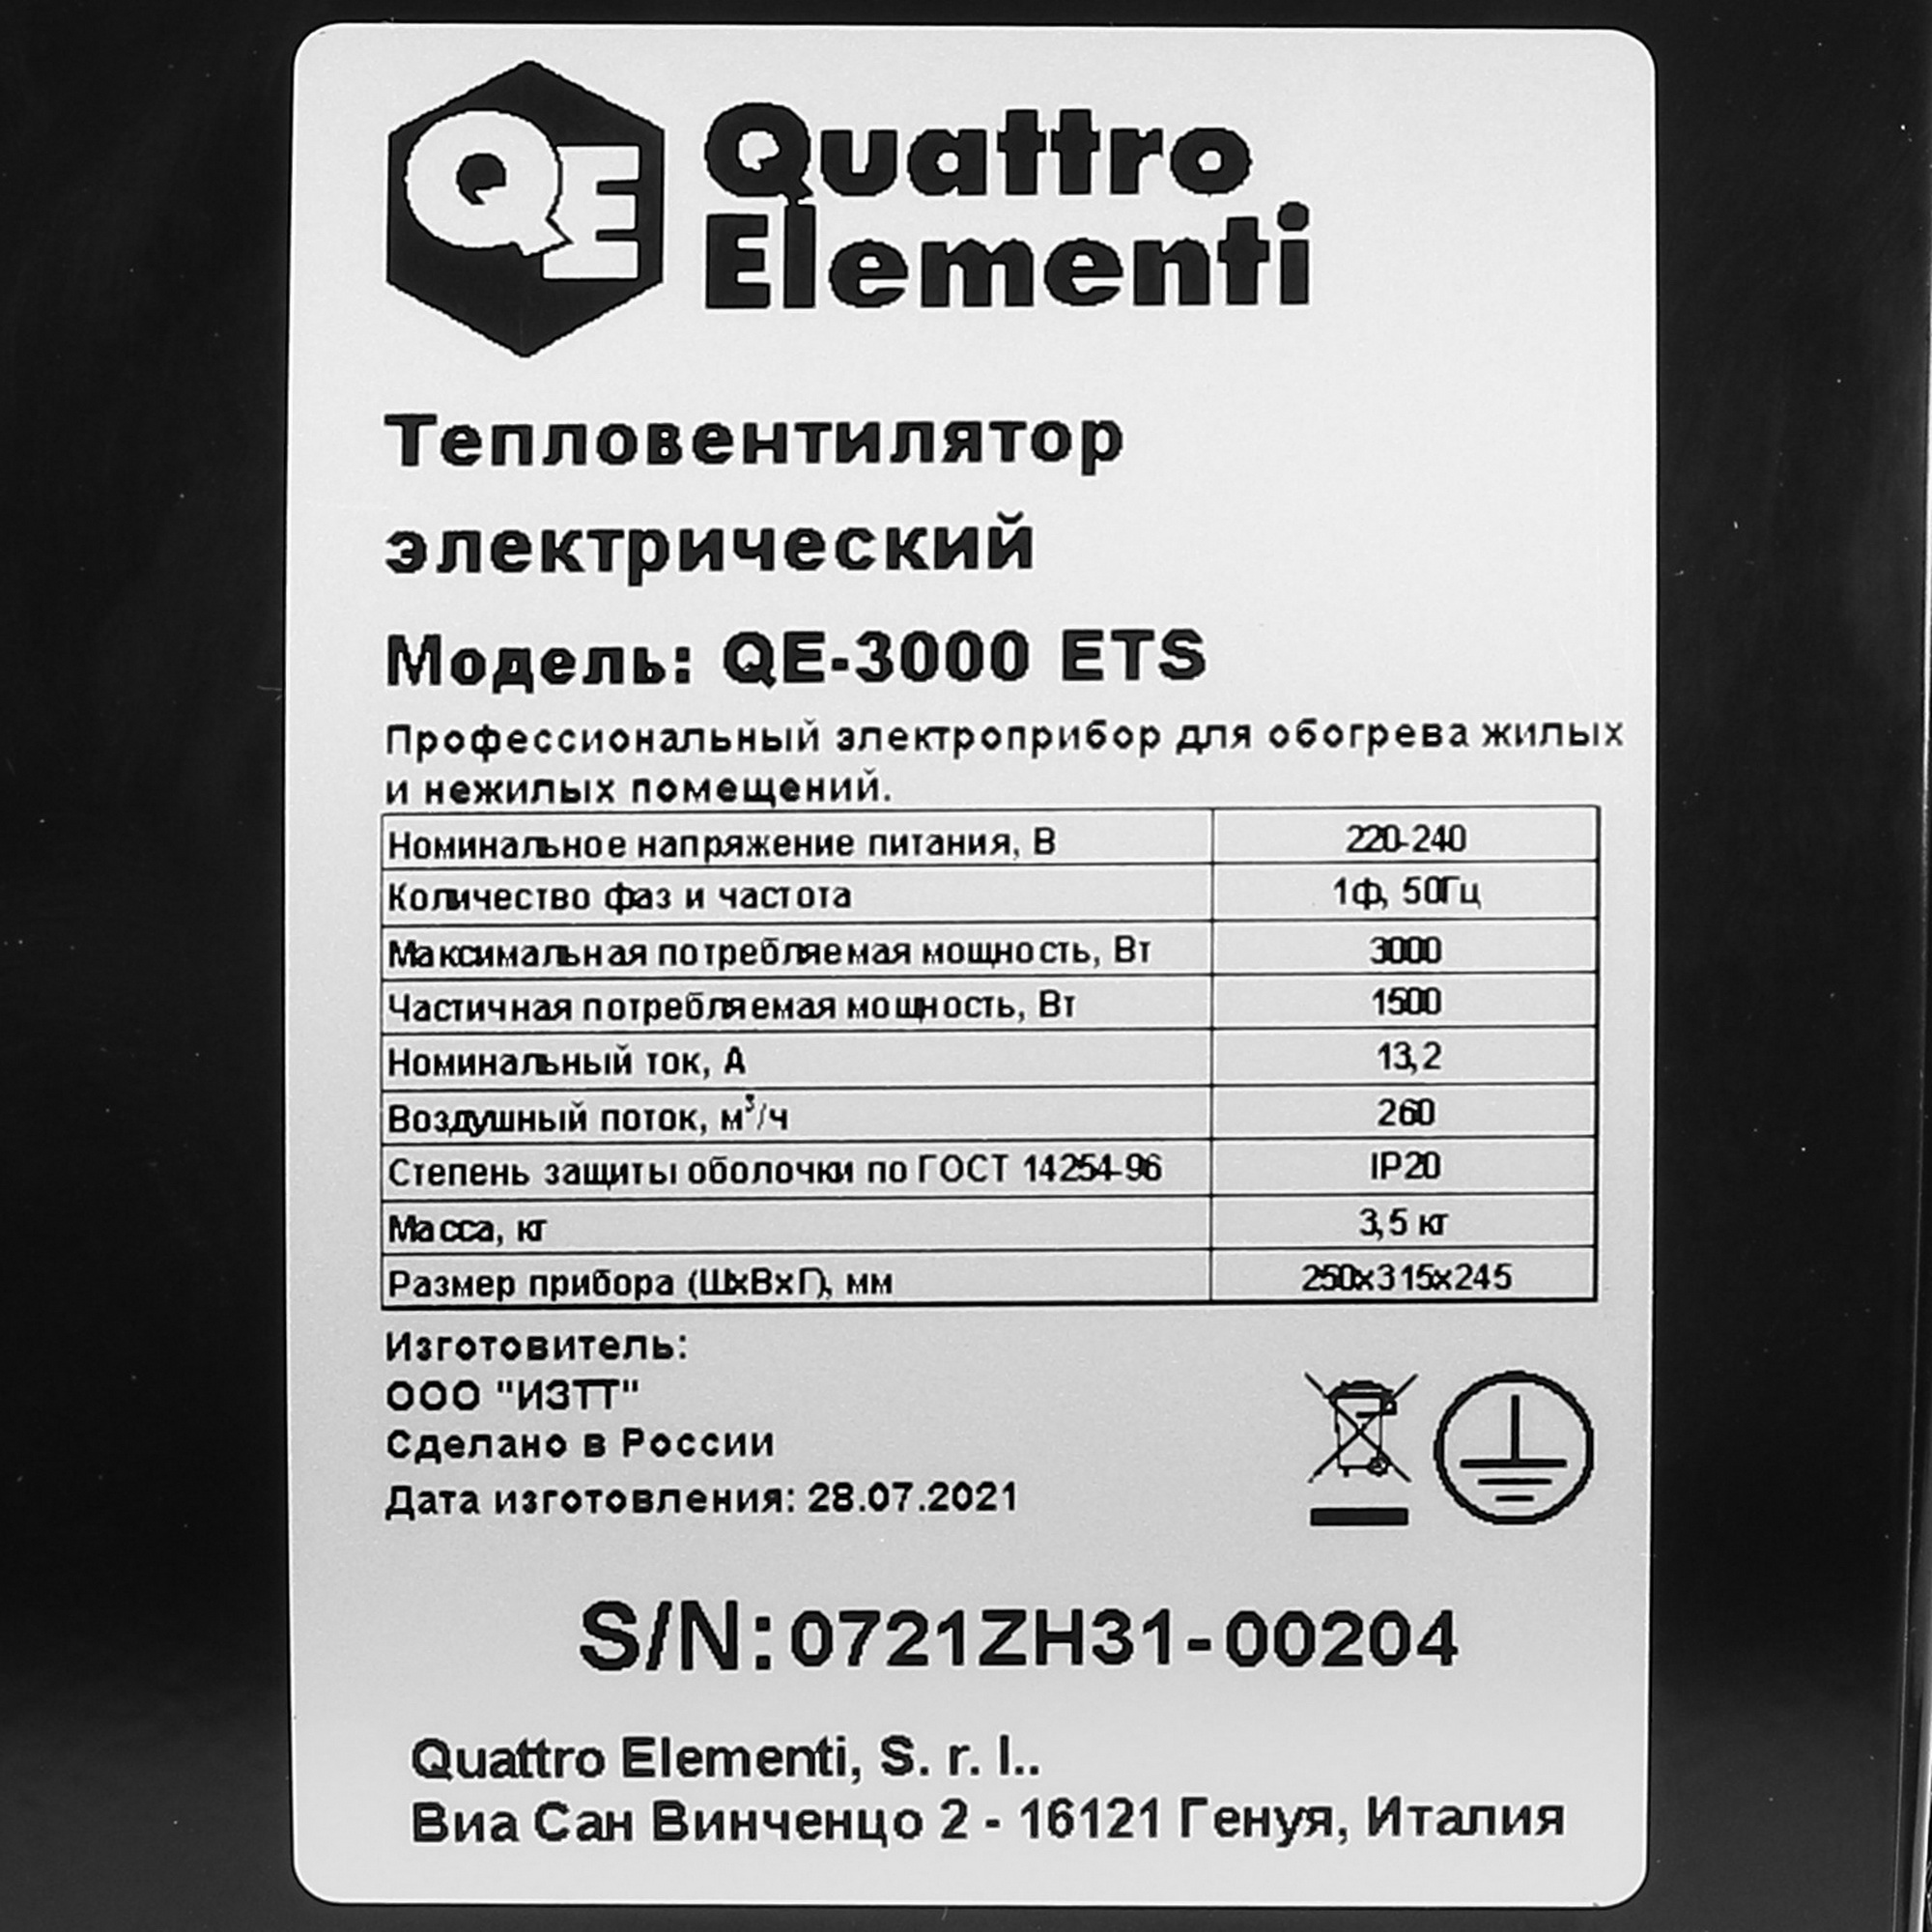 QE Quattro
Elementi
Тепловентилятор
электрический
Модель: QE-3000 ETS
Профессиональный электроприбор для обогрева жилых
и нежилых помещений.
Номинальное напряжение питания, В 220-240
Количество фаз и частота 1ф, 50Гц
Максимальная потребляемая мощность, Вт 3000
Частичная потребляемая мощность, Вт 1500
Номинальный ток, А 13,2
Воздушный поток, м³/ч 260
Степень защиты оболочки по ГОСТ 14254-96 IP20
Масса, кг 3,5 кг
Размер прибора (ШхВхГ), мм 250х315х245
Изготовитель:
ООО "ИЗТТ"
Сделано в России
Дата изготовления: 28.07.2021
S/N: 0721ZH31-00204
Quattro Elementi, S. r. l..
Виа Сан Винченцо 2 - 16121 Генуя, Италия